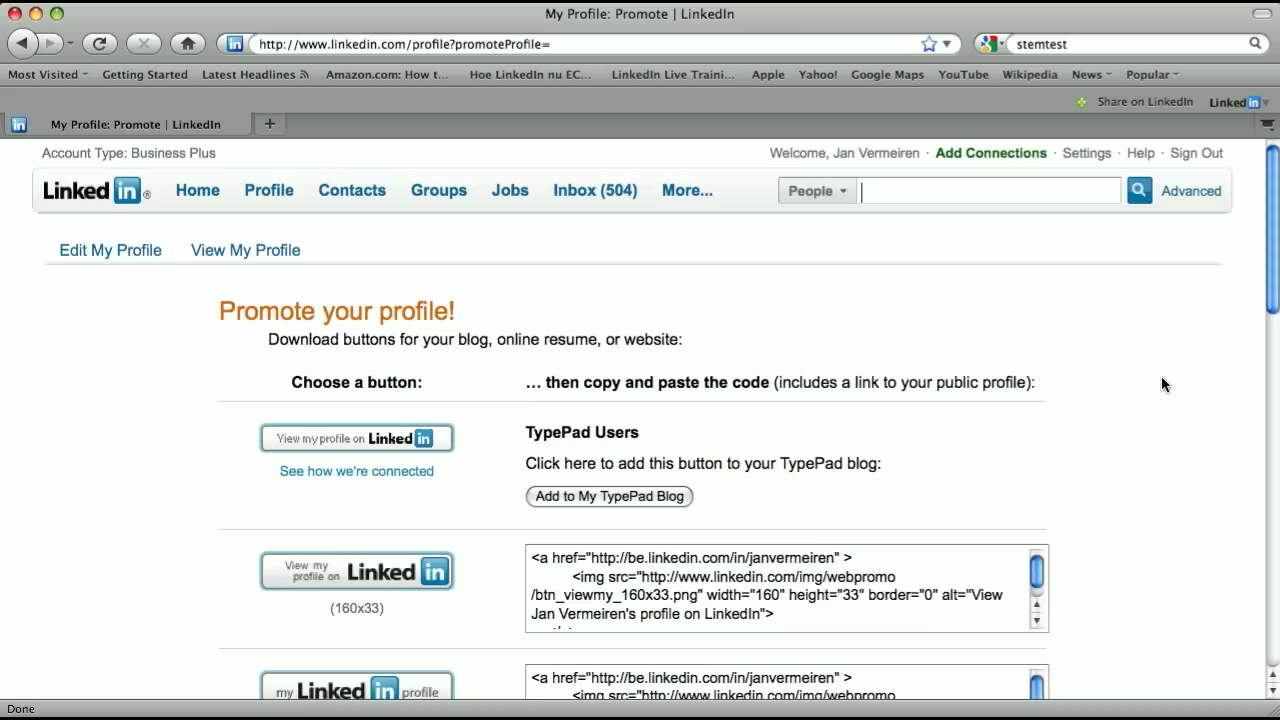 My Profile: Promote | LinkedIn
http://www.linkedin.com/profile?promoteProfile=
stemtest
Most Visited Getting Started Latest Headlines Amazon.com: How t... Hoe LinkedIn nu EC... LinkedIn Live Traini... Apple Yahoo! Google Maps YouTube Wikipedia News Popular
Share on LinkedIn LinkedIn
My Profile: Promote | LinkedIn
Account Type: Business Plus
Welcome, Jan Vermeiren · Add Connections · Settings · Help · Sign Out
LinkedIn® Home Profile Contacts Groups Jobs Inbox (504) More... People Advanced
Edit My Profile View My Profile
Promote your profile!
Download buttons for your blog, online resume, or website:
Choose a button: ... then copy and paste the code (includes a link to your public profile):
View my profile on LinkedIn
See how we're connected
TypePad Users
Click here to add this button to your TypePad blog:
Add to My TypePad Blog
View my profile on LinkedIn
(160x33)
<a href="http://be.linkedin.com/in/janvermeiren" >
<img src="http://www.linkedin.com/img/webpromo
/btn_viewmy_160x33.png" width="160" height="33" border="0" alt="View
Jan Vermeiren's profile on LinkedIn">
my LinkedIn profile
<a href="http://be.linkedin.com/in/janvermeiren" >
<img src="http://www.linkedin.com/img/webpromo
Done